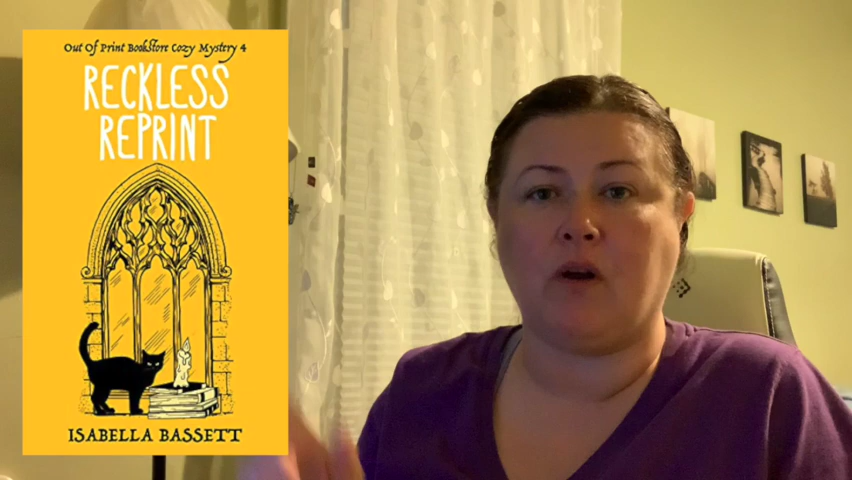 Out Of Print Bookstore Cozy Mystery 4
RECKLESS
REPRINT
ISABELLA BASSETT